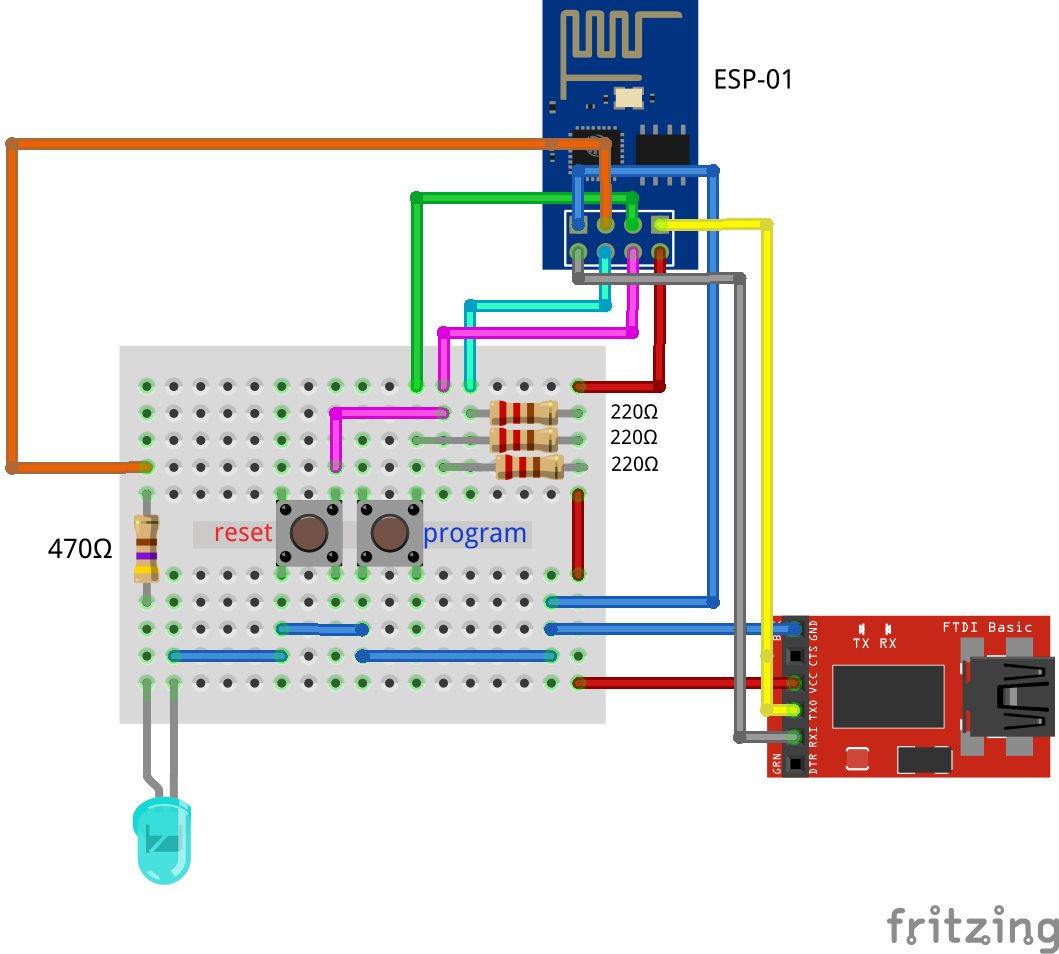 ESP-01
220Ω
220Ω
220Ω
reset
program
470Ω
FTDI Basic
TX RX
GND
CTS
VCC
TXO
RXI
DTR
GRN
fritzing